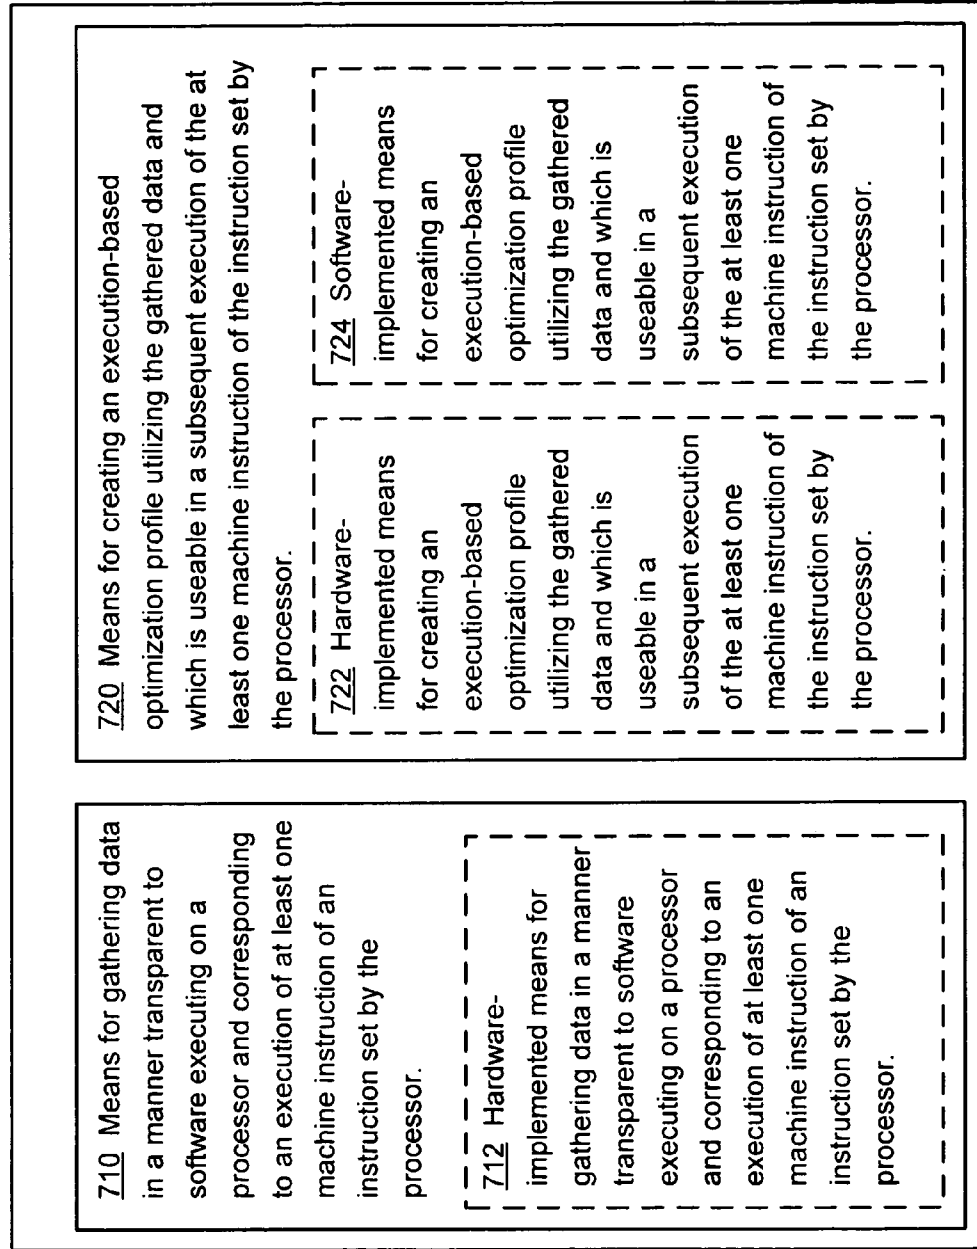 710 Means for gathering data
in a manner transparent to
software executing on a
processor and corresponding
to an execution of at least one
machine instruction of an
instruction set by the
processor.
712 Hardware-
implemented means for
gathering data in a manner
transparent to software
executing on a processor
and corresponding to an
execution of at least one
machine instruction of an
instruction set by the
processor.
720 Means for creating an execution-based
optimization profile utilizing the gathered data and
which is useable in a subsequent execution of the at
least one machine instruction of the instruction set by
the processor.
722 Hardware-
implemented means
for creating an
execution-based
optimization profile
utilizing the gathered
data and which is
useable in a
subsequent execution
of the at least one
machine instruction of
the instruction set by
the processor.
724 Software-
implemented means
for creating an
execution-based
optimization profile
utilizing the gathered
data and which is
useable in a
subsequent execution
of the at least one
machine instruction of
the instruction set by
the processor.